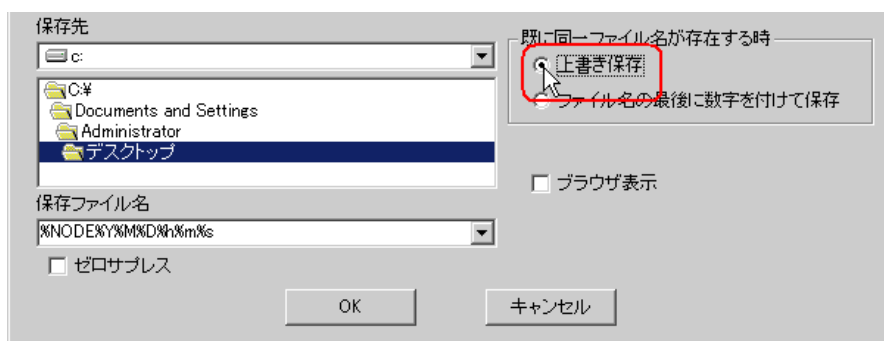 保存先
c:
C:¥
Documents and Settings
Administrator
デスクトップ
保存ファイル名
%NODE%Y%M%D%h%m%s
ゼロサプレス
既に同一ファイル名が存在する時
上書き保存
ファイル名の最後に数字を付けて保存
ブラウザ表示
OK
キャンセル